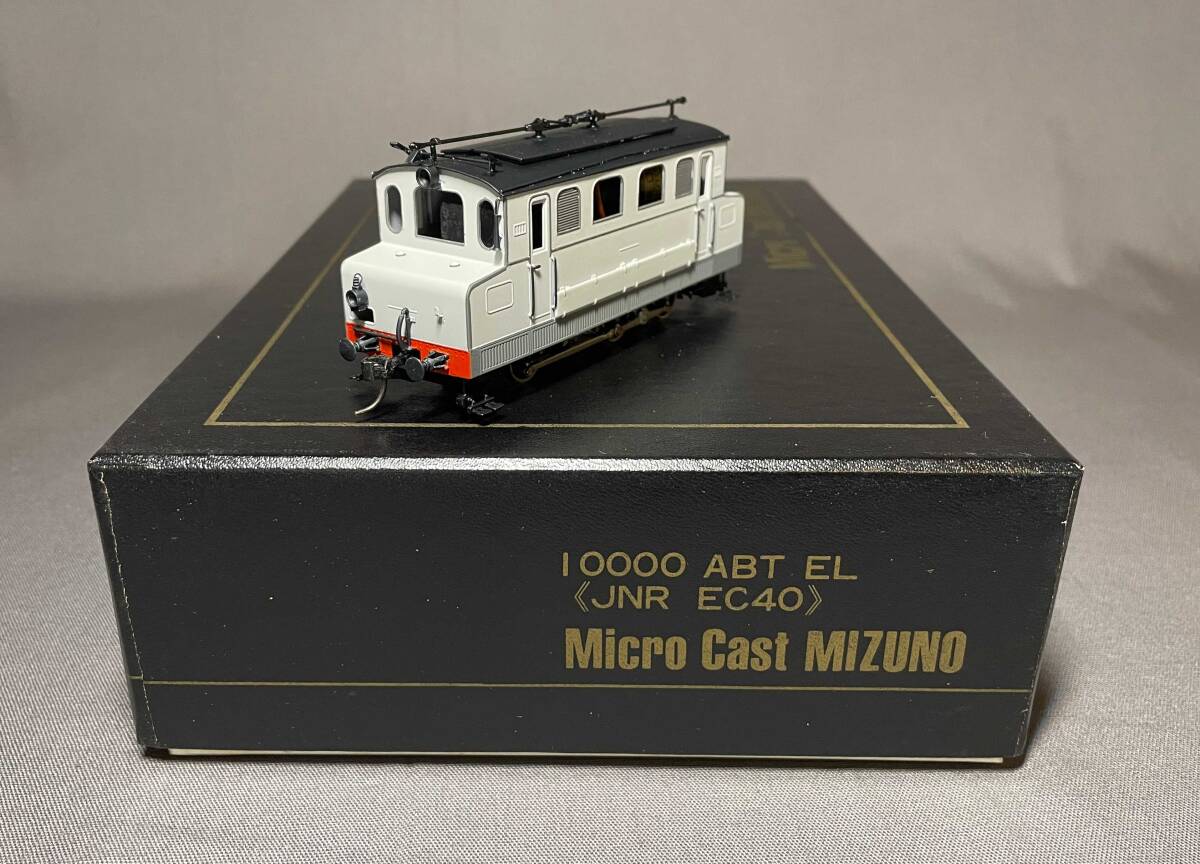 10000 ABT EL
《JNR EC40》
Micro Cast MIZUNO